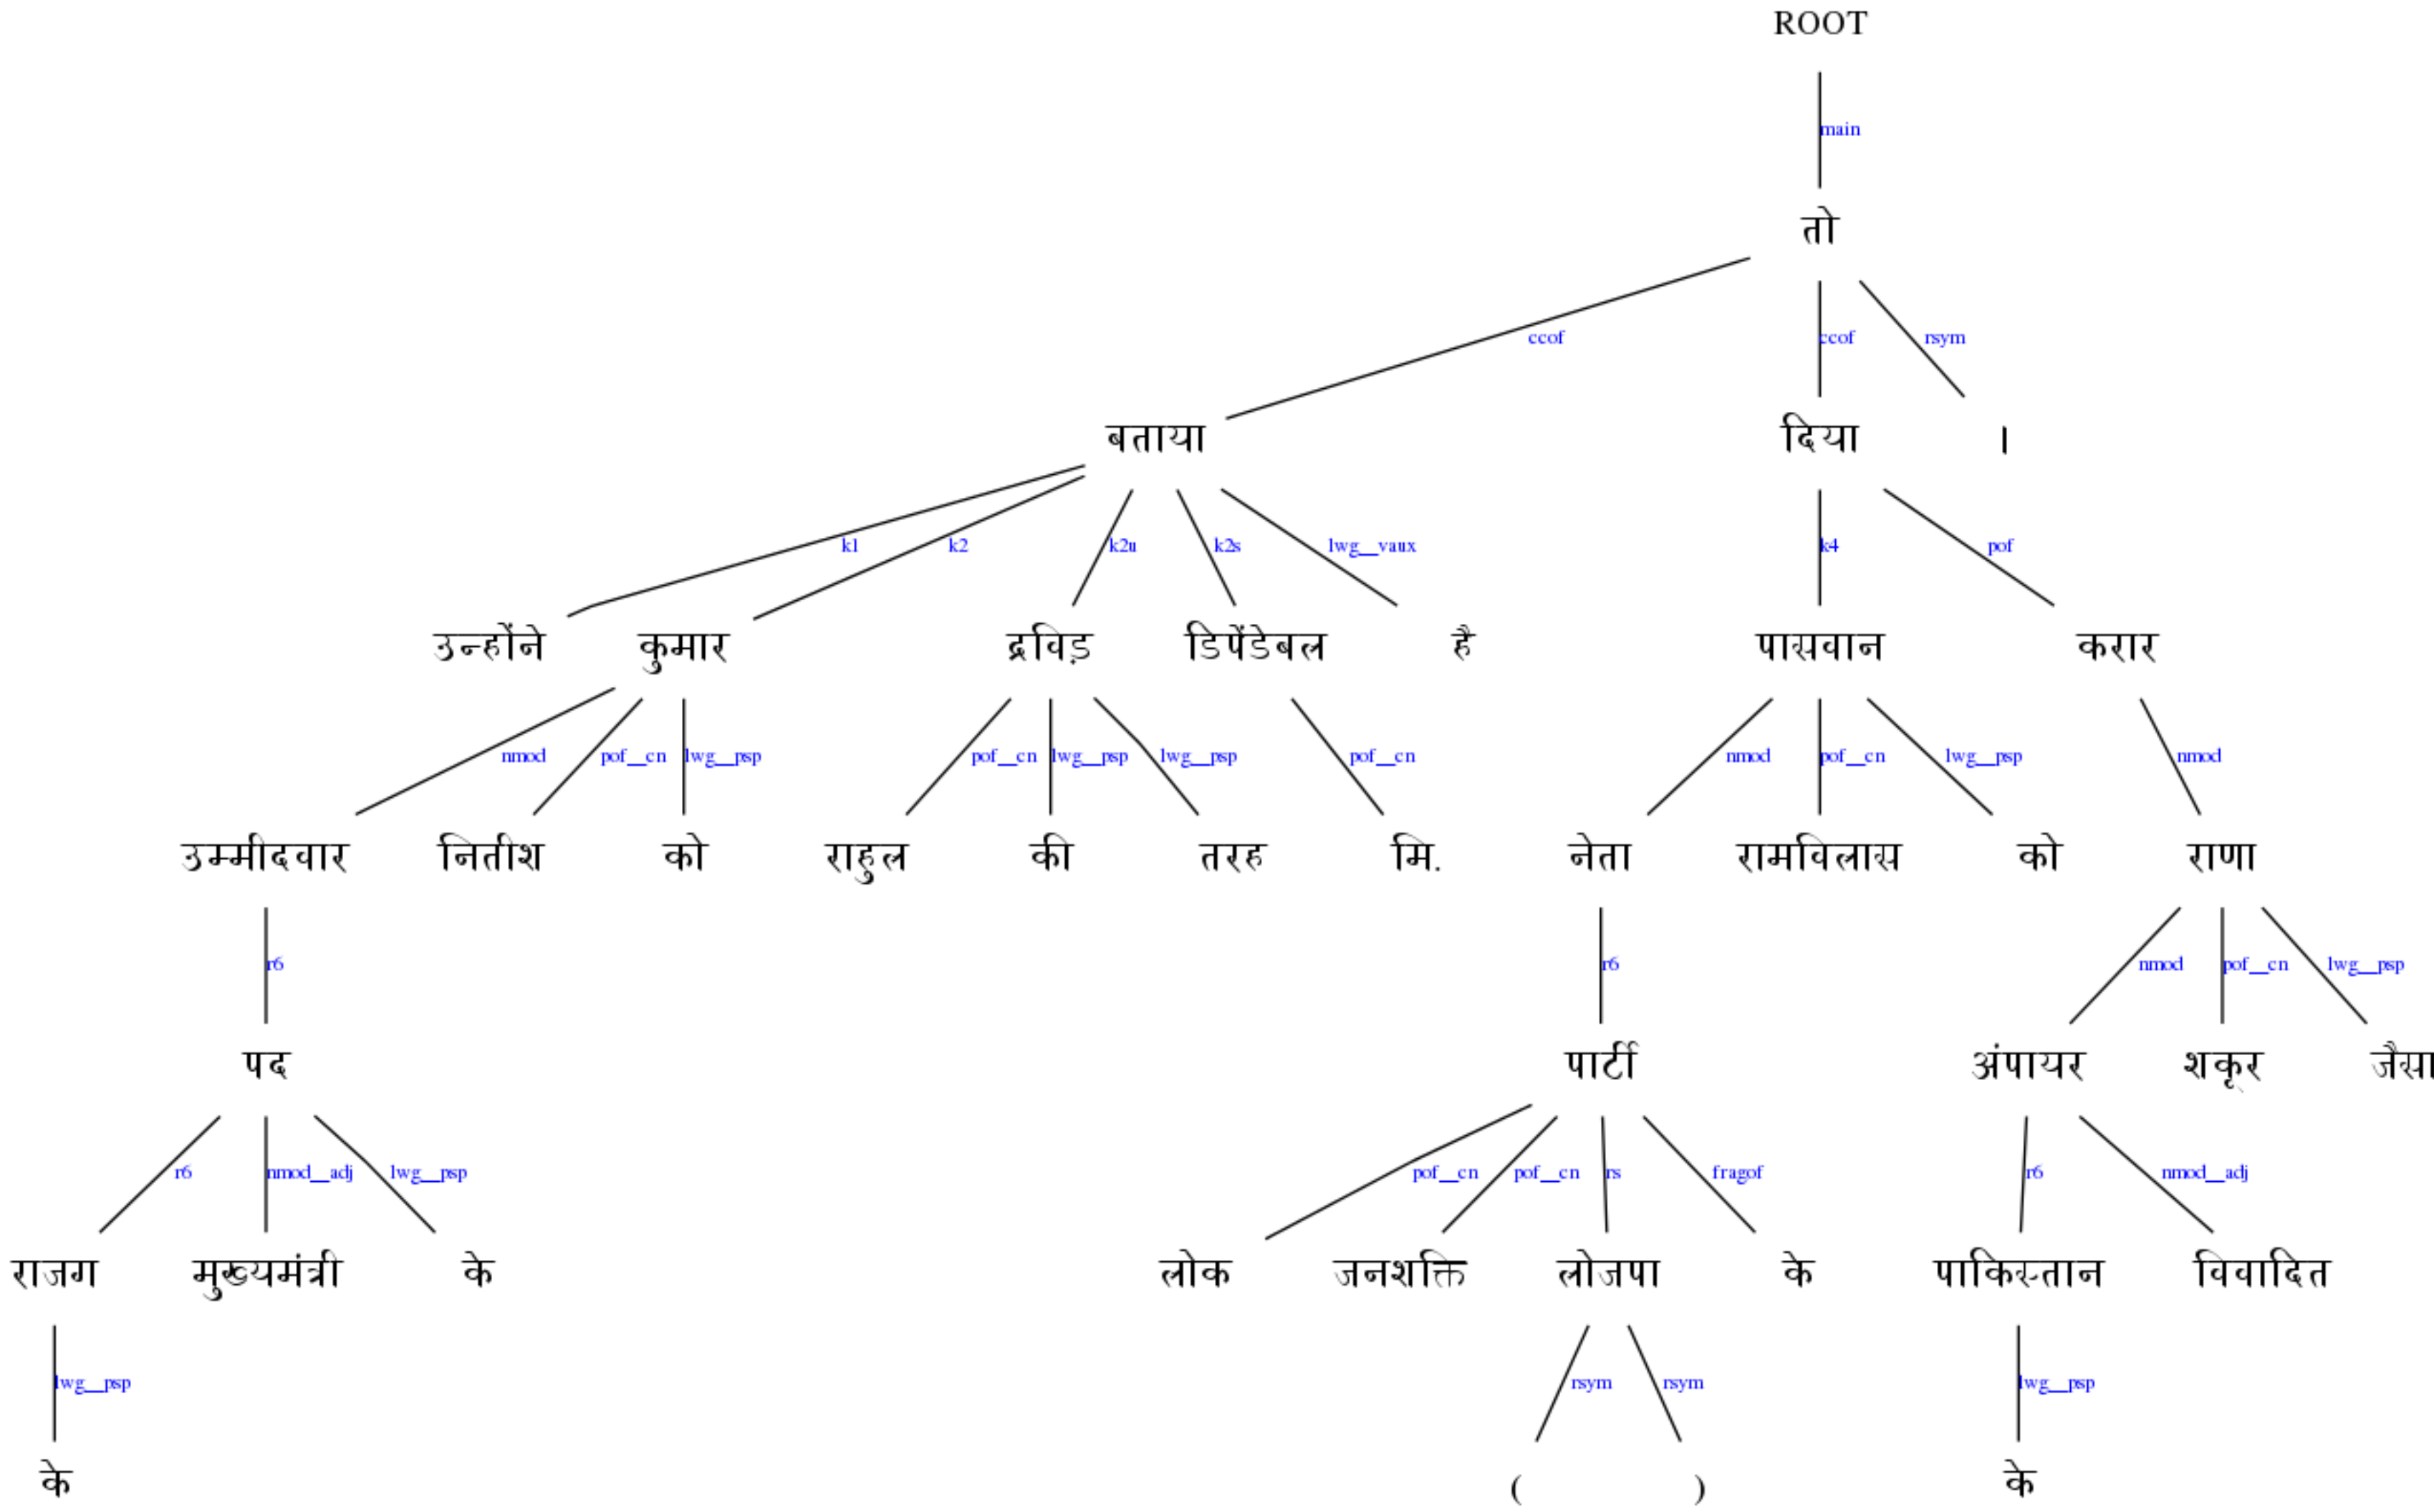 ROOT
main
तो
ccof ccof rsym
बताया दिया ।
k1 k2 k2u k2s lwg__vaux k4 pof
उन्होंने कुमार द्रविड़ डिपेंडेबल है पासवान करार
nmod pof__cn lwg__psp pof__cn lwg__psp lwg__psp pof__cn nmod pof__cn lwg__psp nmod
उम्मीदवार नितीश को राहुल की तरह मि. नेता रामविलास को राणा
r6 r6 nmod pof__cn lwg__psp
पद पार्टी अंपायर शकूर जैसा
r6 nmod__adj lwg__psp pof__cn pof__cn rs fragof r6 nmod__adj
राजग मुख्यमंत्री के लोक जनशक्ति लोजपा के पाकिस्तान विवादित
lwg__psp rsym rsym lwg__psp
के ( ) के